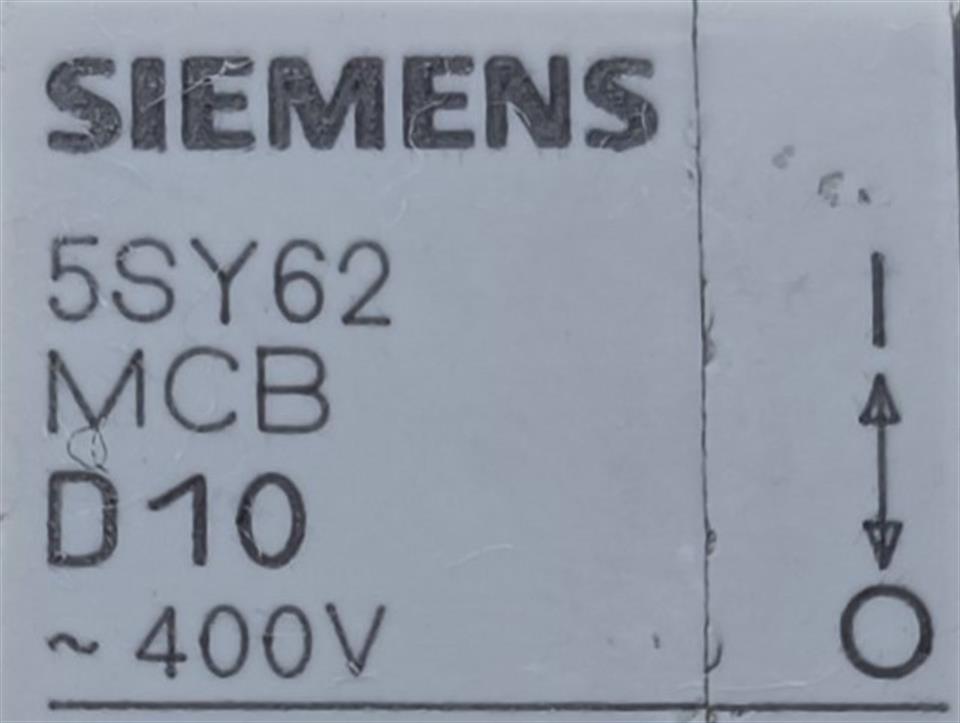 SIEMENS
5SY62
MCB
D10
~ 400V
I
O